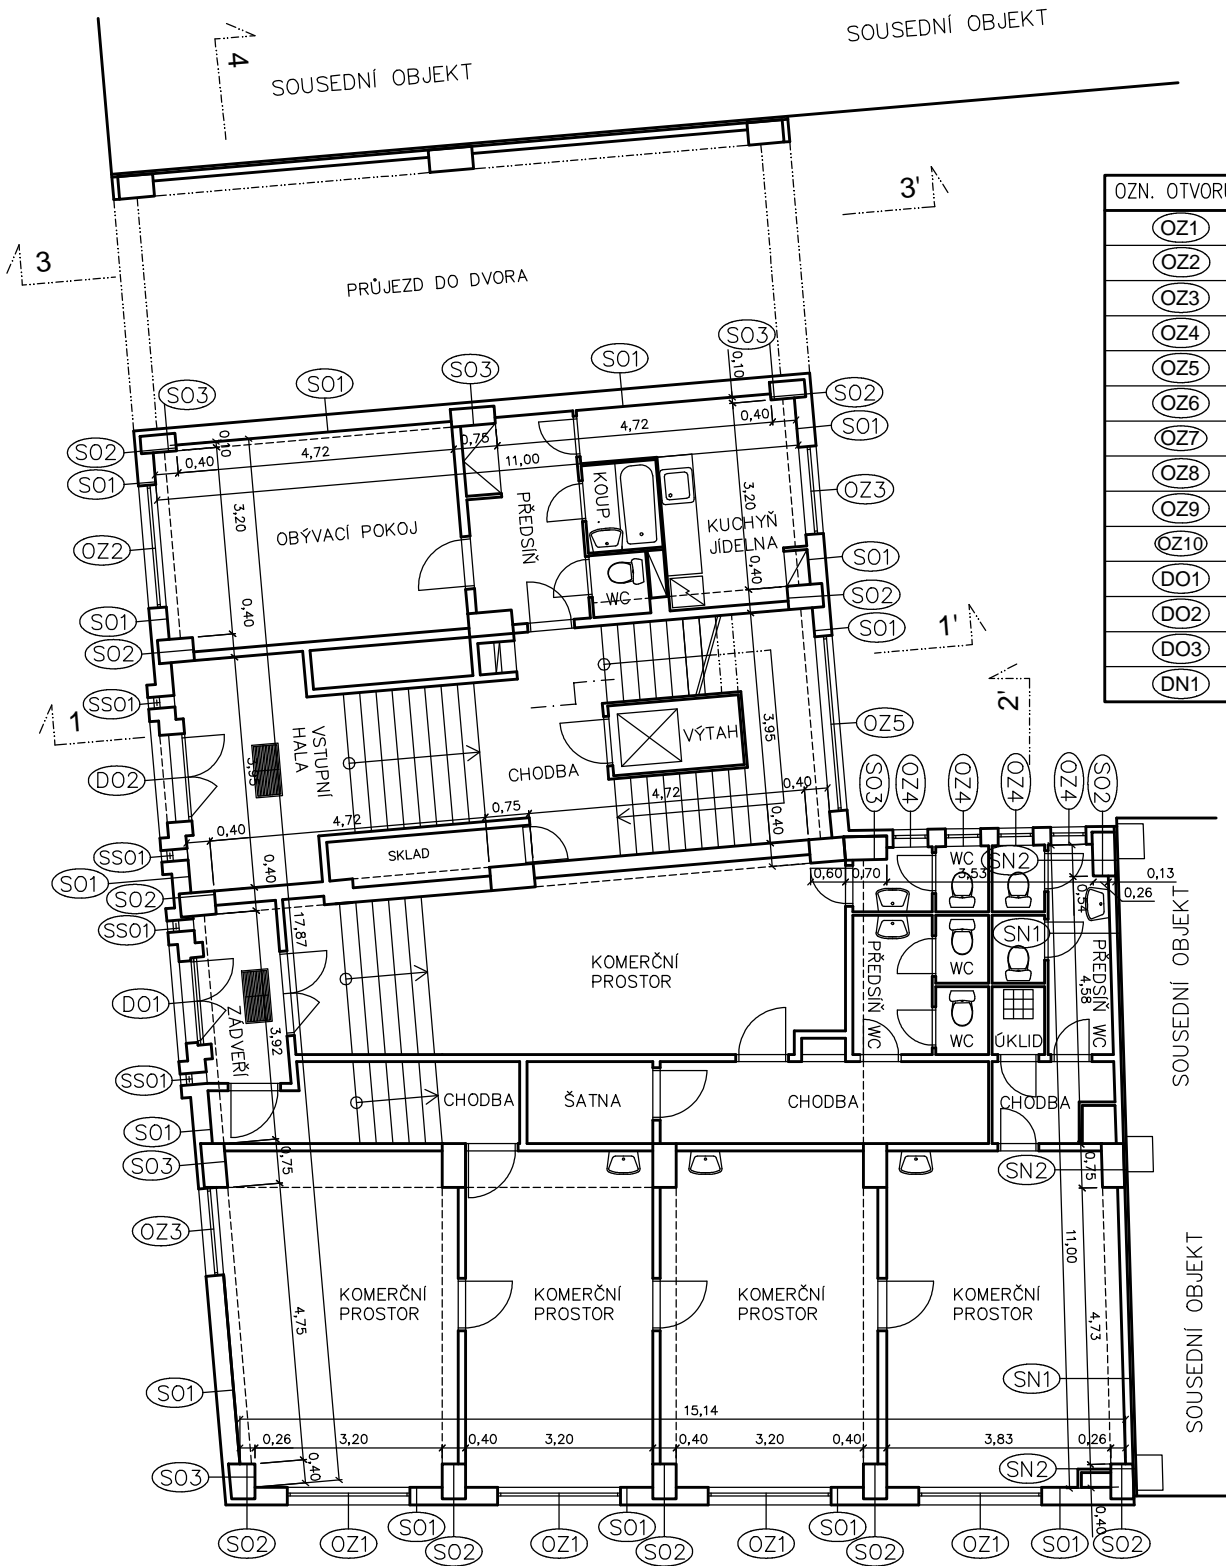 SOUSEDNÍ OBJEKT
SOUSEDNÍ OBJEKT
4
3'
3
PRŮJEZD DO DVORA
OZN. OTVORU
OZ1
OZ2
OZ3
OZ4
OZ5
OZ6
OZ7
OZ8
OZ9
OZ10
DO1
DO2
DO3
DN1
SO3
SO1
SO3
SO1
SO3
0,10
SO2
SO2
SO1
SO1
0,10
0,40
4,72
0,75
4,72
0,40
11,00
3,20
3,20
OZ2
OZ3
OBÝVACÍ POKOJ
PŘEDSÍŇ
KOUP.
KUCHYŇ
JÍDELNA
WC
0,40
0,40
SO1
SO2
SO1
SO1
SO2
SSO1
1'
1
2'
DO2
VSTUPNÍ
HALA
3,95
CHODBA
VÝTAH
3,95
OZ5
0,40
4,72
0,75
4,72
0,40
0,40
SKLAD
SO3
OZ4
OZ4
OZ4
OZ4
SO2
SSO1
SO1
SO2
SSO1
0,40
17,87
0,60
0,70
WC
3,53
SN2
0,54
0,13
0,26
SN1
KOMERČNÍ
PROSTOR
PŘEDSÍŇ WC
WC
WC
ÚKLID
4,58
PŘEDSÍŇ WC
SOUSEDNÍ OBJEKT
DO1
ZÁDVEŘÍ
3,92
SSO1
CHODBA
ŠATNA
CHODBA
CHODBA
SO1
SO3
0,75
0,75
SN2
OZ3
11,00
KOMERČNÍ
PROSTOR
KOMERČNÍ
PROSTOR
KOMERČNÍ
PROSTOR
KOMERČNÍ
PROSTOR
4,75
4,73
SOUSEDNÍ OBJEKT
SO1
SN1
15,14
0,26
3,20
0,40
3,20
0,40
3,20
0,40
3,83
0,26
SO3
0,40
SN2
0,40
SO2
OZ1
SO1
SO2
OZ1
SO1
SO2
OZ1
SO1
SO2
OZ1
SO1
SO2